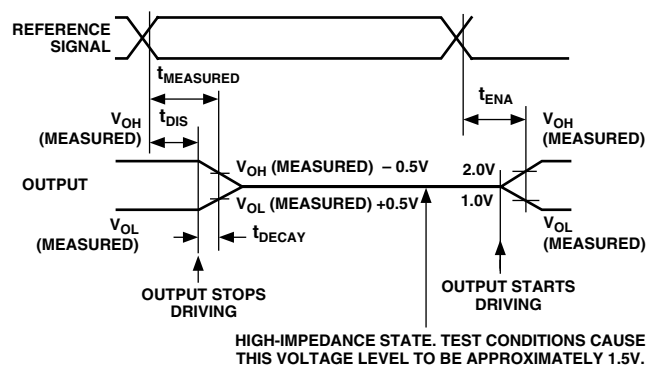 REFERENCE
SIGNAL
tMEASURED
tENA
VOH
(MEASURED)
tDIS
VOH
(MEASURED)
VOH (MEASURED) – 0.5V
2.0V
OUTPUT
VOL (MEASURED) +0.5V
1.0V
VOL
(MEASURED)
tDECAY
VOL
(MEASURED)
OUTPUT STOPS
DRIVING
OUTPUT STARTS
DRIVING
HIGH-IMPEDANCE STATE. TEST CONDITIONS CAUSE
THIS VOLTAGE LEVEL TO BE APPROXIMATELY 1.5V.